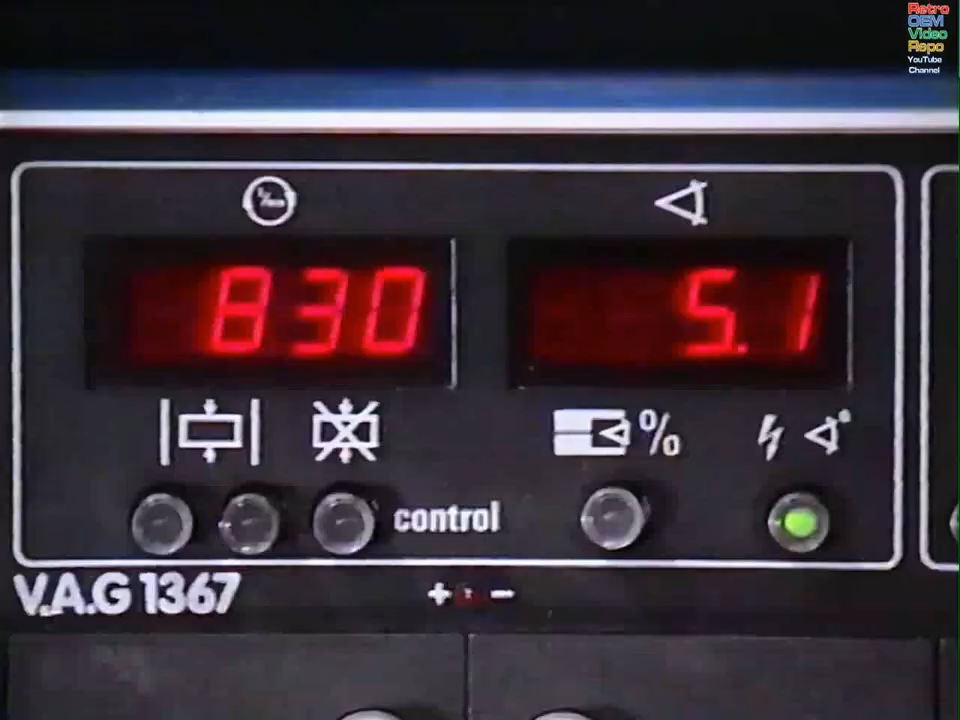 Retro
OEM
Video
Repo
YouTube
Channel
830
5.1
%
control
V.A.G 1367
+ -